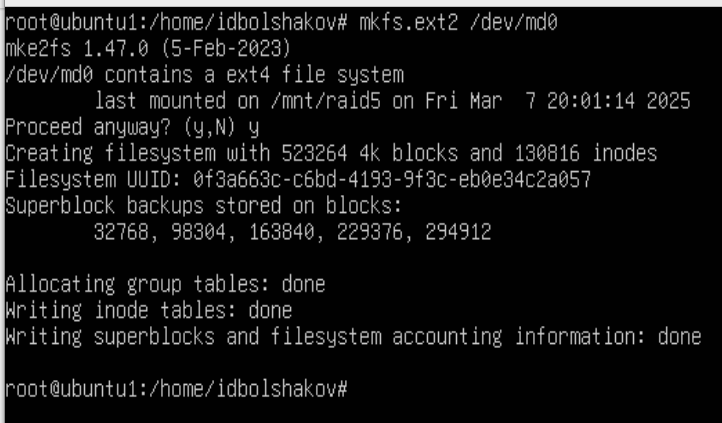 root@ubuntu1:/home/idbolshakov# mkfs.ext2 /dev/md0
mke2fs 1.47.0 (5-Feb-2023)
/dev/md0 contains a ext4 file system
        last mounted on /mnt/raid5 on Fri Mar  7 20:01:14 2025
Proceed anyway? (y,N) y
Creating filesystem with 523264 4k blocks and 130816 inodes
Filesystem UUID: 0f3a663c-c6bd-4193-9f3c-eb0e34c2a057
Superblock backups stored on blocks:
        32768, 98304, 163840, 229376, 294912

Allocating group tables: done
Writing inode tables: done
Writing superblocks and filesystem accounting information: done

root@ubuntu1:/home/idbolshakov#